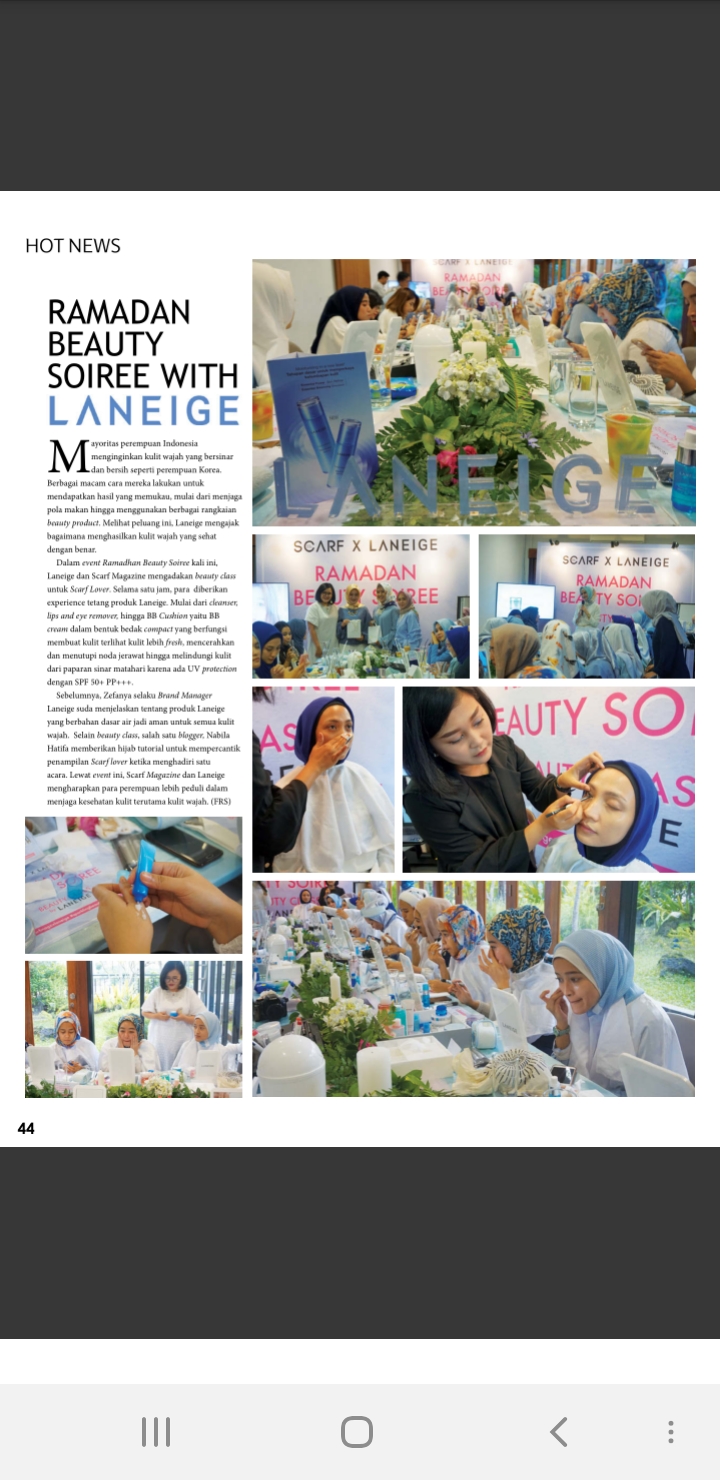 HOT NEWS
RAMADAN
BEAUTY
SOIREE WITH
LANEIGE
Mayoritas perempuan Indonesia
menginginkan kulit wajah yang bersinar
dan bersih seperti perempuan Korea.
Berbagai macam cara mereka lakukan untuk
mendapatkan hasil yang memukau, mulai dari menjaga
pola makan hingga menggunakan berbagai rangkaian
beauty product. Melihat peluang ini, Laneige mengajak
bagaimana menghasilkan kulit wajah yang sehat
dengan benar.
Dalam event Ramadhan Beauty Soiree kali ini,
Laneige dan Scarf Magazine mengadakan beauty class
untuk Scarf Lover. Selama satu jam, para diberikan
experience tetang produk Laneige. Mulai dari cleanser,
lips and eye remover, hingga BB Cushion yaitu BB
cream dalam bentuk bedak compact yang berfungsi
membuat kulit terlihat kulit lebih fresh, mencerahkan
dan menutupi noda jerawat hingga melindungi kulit
dari paparan sinar matahari karena ada UV protection
dengan SPF 50+ PP+++.
Sebelumnya, Zefanya selaku Brand Manager
Laneige suda menjelaskan tentang produk Laneige
yang berbahan dasar air jadi aman untuk semua kulit
wajah. Selain beauty class, salah satu blogger, Nabila
Hatifa memberikan hijab tutorial untuk mempercantik
penampilan Scarf lover ketika menghadiri satu
acara. Lewat event ini, Scarf Magazine dan Laneige
mengharapkan para perempuan lebih peduli dalam
menjaga kesehatan kulit terutama kulit wajah. (FRS)
SCARF X LANEIGE
RAMADAN
LANEIGE
SCARF X LANEIGE
RAMADAN
SCARF X LANEIGE
RAMADAN
EAUTY SO
AS
E
44